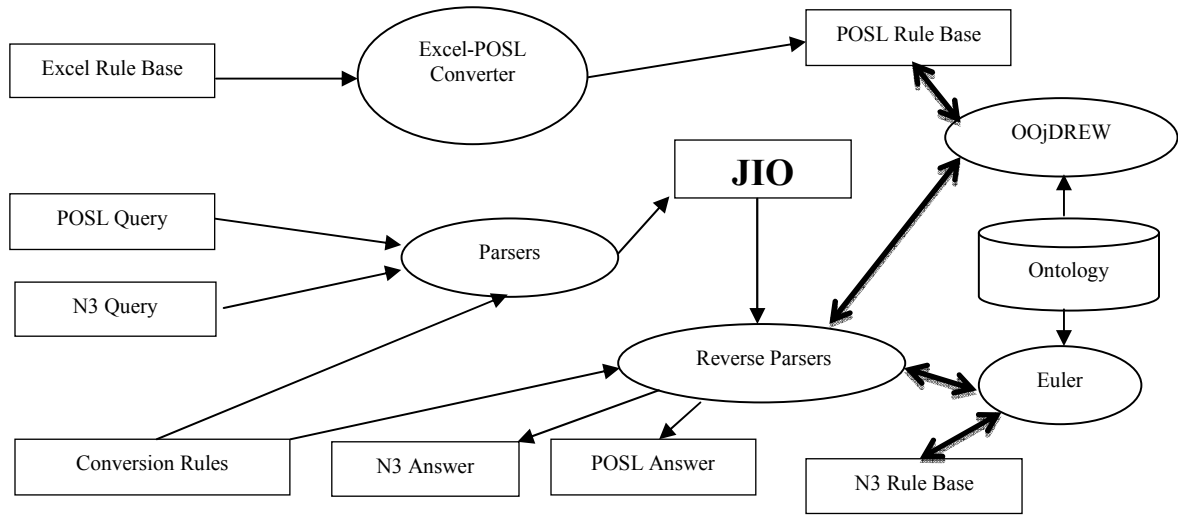 POSL Rule Base
Excel Rule Base
Excel-POSL
Converter
OOjDREW
JIO
POSL Query
Parsers
Ontology
N3 Query
Reverse Parsers
Euler
Conversion Rules
N3 Answer
POSL Answer
N3 Rule Base